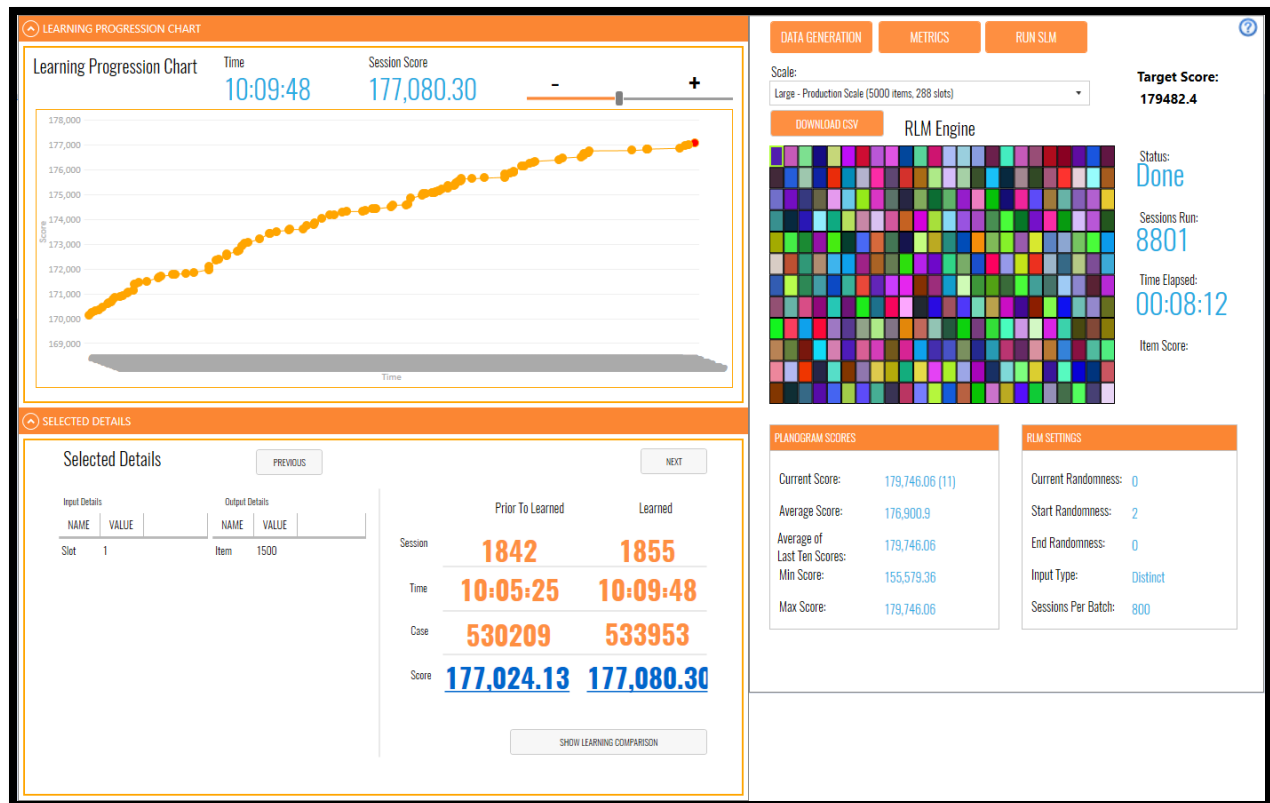 LEARNING PROGRESSION CHART
Learning Progression Chart
Time
10:09:48
Session Score
177,080.30
- +
178,000
177,000
176,000
175,000
174,000
173,000
172,000
171,000
170,000
169,000
Score
Time
SELECTED DETAILS
Selected Details
PREVIOUS
NEXT
Input Details
NAME VALUE
Slot 1
Output Details
NAME VALUE
Item 1500
Prior To Learned Learned
Session 1842 1855
Time 10:05:25 10:09:48
Case 530209 533953
Score 177,024.13 177,080.30
SHOW LEARNING COMPARISON
DATA GENERATION METRICS RUN SLM
?
Scale:
Large - Production Scale (5000 items, 288 slots)
Target Score:
179482.4
DOWNLOAD CSV
RLM Engine
Status:
Done
Sessions Run:
8801
Time Elapsed:
00:08:12
Item Score:
PLANOGRAM SCORES
Current Score: 179,746.06 (11)
Average Score: 176,900.9
Average of
Last Ten Scores: 179,746.06
Min Score: 155,579.36
Max Score: 179,746.06
RLM SETTINGS
Current Randomness: 0
Start Randomness: 2
End Randomness: 0
Input Type: Distinct
Sessions Per Batch: 800